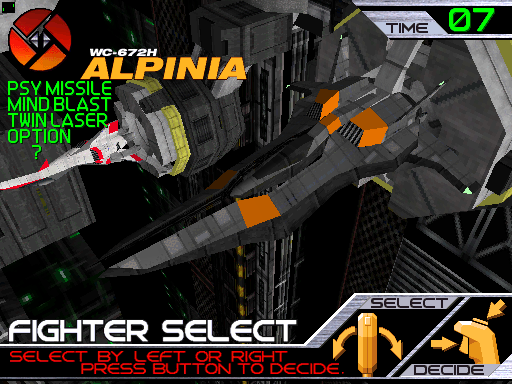 TIME 07
WC-672H
ALPINIA
PSY MISSILE
MIND BLAST
TWIN LASER
OPTION
?
FIGHTER SELECT
SELECT BY LEFT OR RIGHT
PRESS BUTTON TO DECIDE.
SELECT
DECIDE